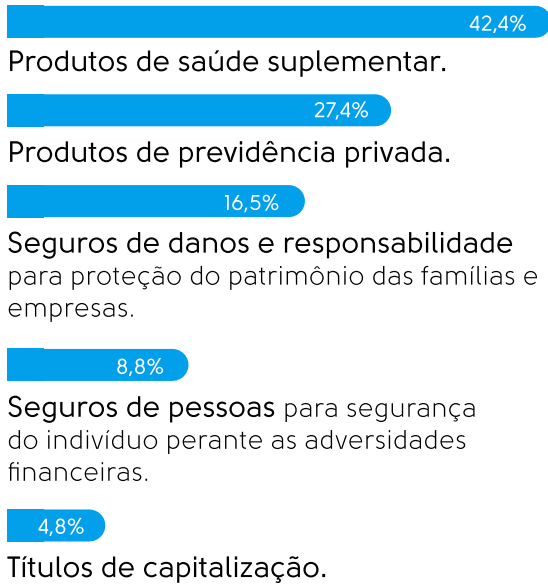 42,4%
Produtos de saúde suplementar.
27,4%
Produtos de previdência privada.
16,5%
Seguros de danos e responsabilidade
para proteção do patrimônio das famílias e
empresas.
8,8%
Seguros de pessoas para segurança
do indivíduo perante as adversidades
financeiras.
4,8%
Títulos de capitalização.